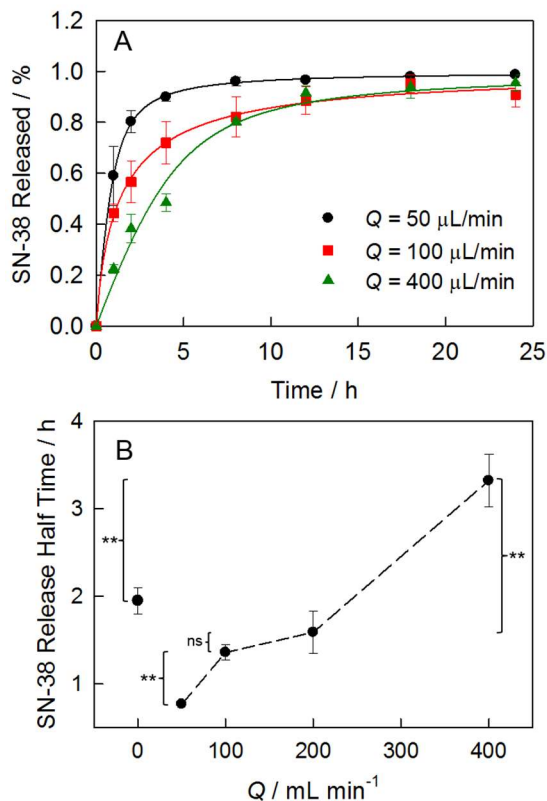 A
SN-38 Released / %
1.0
0.8
0.6
0.4
0.2
0.0
Q = 50 µL/min
Q = 100 µL/min
Q = 400 µL/min
0 5 10 15 20 25
Time / h
B
SN-38 Release Half Time / h
4
3
2
1
**
**
ns
**
0 100 200 300 400
Q / mL min⁻¹